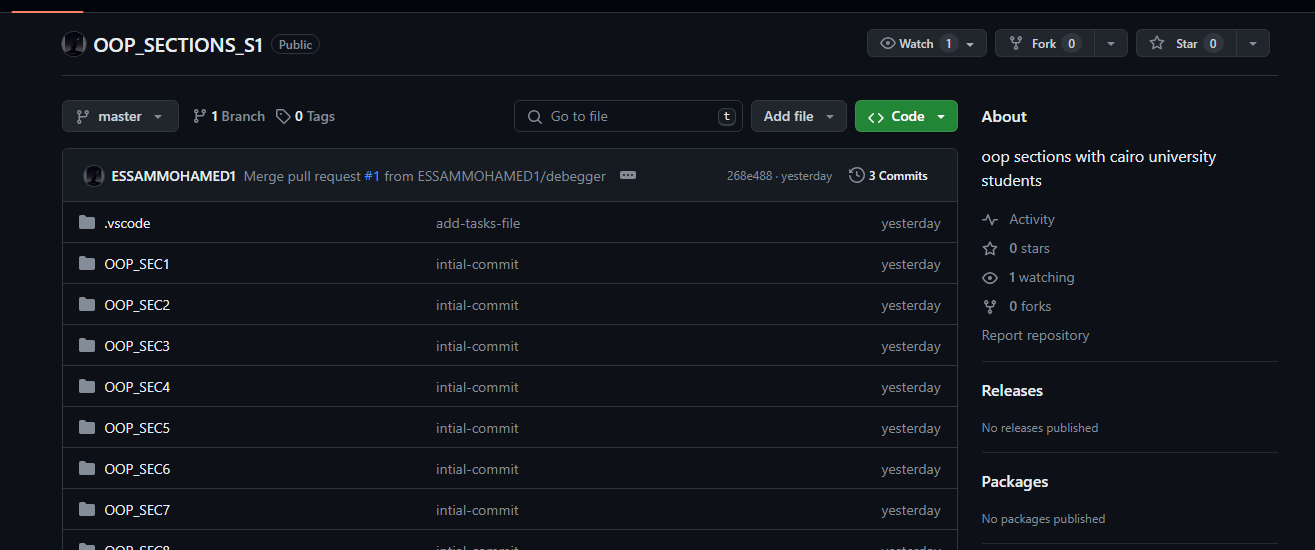 OOP_SECTIONS_S1 Public
Watch 1 Fork 0 Star 0
master 1 Branch 0 Tags Go to file t Add file Code
ESSAMMOHAMED1 Merge pull request #1 from ESSAMMOHAMED1/debegger 268e488 · yesterday 3 Commits
.vscode add-tasks-file yesterday
OOP_SEC1 intial-commit yesterday
OOP_SEC2 intial-commit yesterday
OOP_SEC3 intial-commit yesterday
OOP_SEC4 intial-commit yesterday
OOP_SEC5 intial-commit yesterday
OOP_SEC6 intial-commit yesterday
OOP_SEC7 intial-commit yesterday
OOP_SEC8 intial-commit yesterday
About
oop sections with cairo university
students
Activity
0 stars
1 watching
0 forks
Report repository
Releases
No releases published
Packages
No packages published